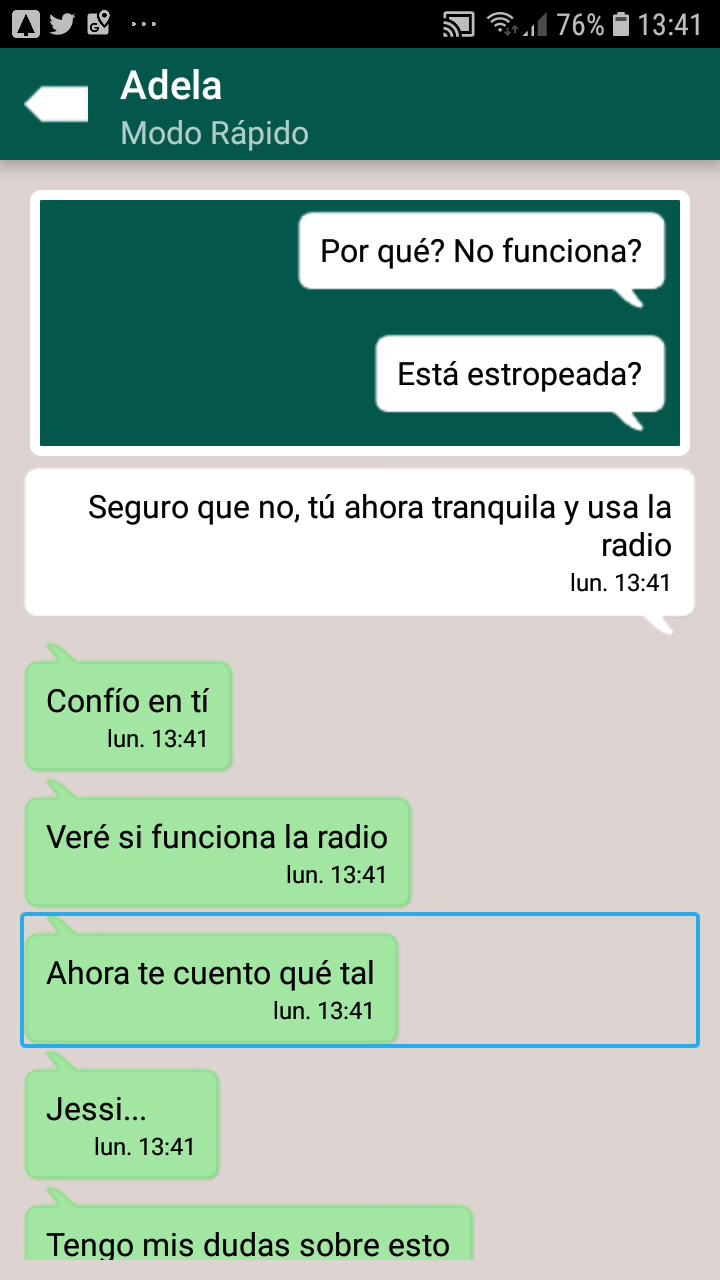 76% 13:41
Adela
Modo Rápido
Por qué? No funciona?
Está estropeada?
Seguro que no, tú ahora tranquila y usa la
radio
lun. 13:41
Confío en tí
lun. 13:41
Veré si funciona la radio
lun. 13:41
Ahora te cuento qué tal
lun. 13:41
Jessi...
lun. 13:41
Tengo mis dudas sobre esto